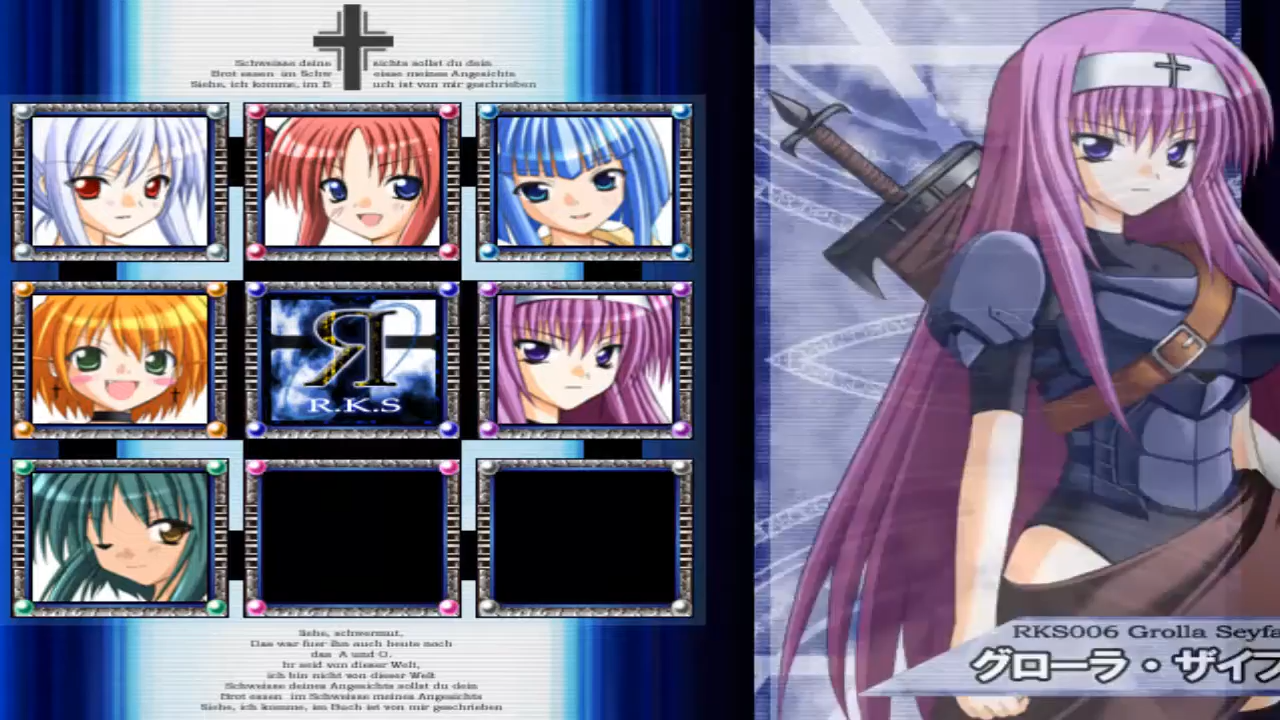 Schweisse deine sichts sollst du dein
Brot essen im Schw eisse meines Angesichts
Siehe, ich komme, im B uch ist von mir geschrieben
R
R.K.S
Siehe, schwermut,
Das war fuer ihn auch heute noch
das A und O.
Ihr seid von dieser Welt,
ich bin nicht von dieser Welt
Schweisse deines Angesichts sollst du dein
Brot essen im Schweisse meines Angesichts
Siehe, ich komme, im Buch ist von mir geschrieben
RKS006 Grolla Seyfa
グローラ・ザイフ